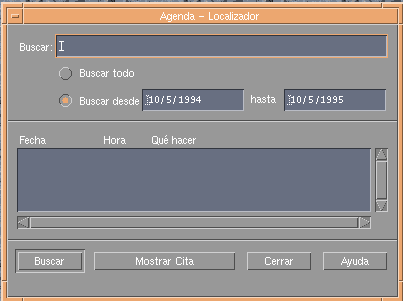 Agenda – Localizador
Buscar:
Buscar todo
Buscar desde 10/5/1994 hasta 10/5/1995
Fecha Hora Qué hacer
Buscar Mostrar Cita Cerrar Ayuda